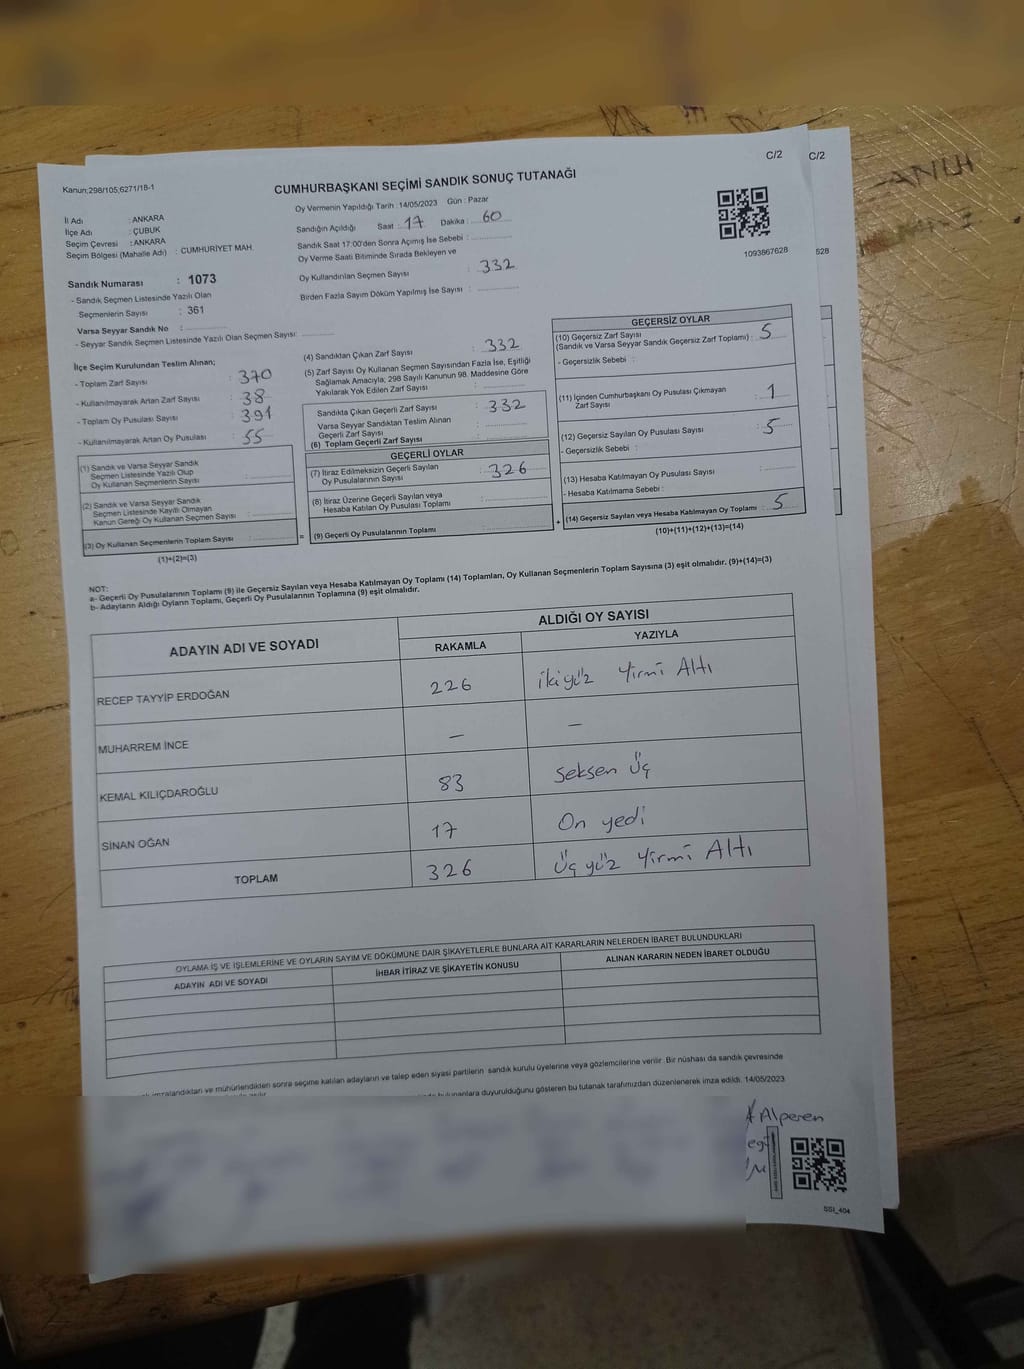 C/2
C/2
Kanun;298/105;6271/18-1
CUMHURBAŞKANI SEÇİMİ SANDIK SONUÇ TUTANAĞI
Oy Vermenin Yapıldığı Tarih : 14/05/2023 Gün : Pazar
İl Adı : ANKARA
İlçe Adı : ÇUBUK
Seçim Çevresi : ANKARA
Seçim Bölgesi (Mahalle Adı) : CUMHURİYET MAH.
Sandığın Açıldığı Saat : 17 Dakika : 60
Sandık Saat 17:00'den Sonra Açımış İse Sebebi :
Oy Verme Saati Bitiminde Sırada Bekleyen ve
Oy Kullandırılan Seçmen Sayısı : 332
Birden Fazla Sayım Döküm Yapılmış İse Sayısı :
1093867628
628
Sandık Numarası : 1073
- Sandık Seçmen Listesinde Yazılı Olan
Seçmenlerin Sayısı : 361
Varsa Seyyar Sandık No :
- Seyyar Sandık Seçmen Listesinde Yazılı Olan Seçmen Sayısı:
İlçe Seçim Kurulundan Teslim Alınan;
- Toplam Zarf Sayısı : 370
- Kullanılmayarak Artan Zarf Sayısı : 38
- Toplam Oy Pusulası Sayısı : 391
- Kullanılmayarak Artan Oy Pusulası : 55
(1) Sandık ve Varsa Seyyar Sandık
Seçmen Listesinde Yazılı Olup
Oy Kullanan Seçmenlerin Sayısı :
(2) Sandık ve Varsa Seyyar Sandık
Seçmen Listesinde Kayıtlı Olmayan
Kanun Gereği Oy Kullanan Seçmen Sayısı :
(3) Oy Kullanan Seçmenlerin Toplam Sayısı :
(1)+(2)=(3)
(4) Sandıktan Çıkan Zarf Sayısı : 332
(5) Zarf Sayısı Oy Kullanan Seçmen Sayısından Fazla İse, Eşitliği
Sağlamak Amacıyla; 298 Sayılı Kanunun 98. Maddesine Göre
Yakılarak Yok Edilen Zarf Sayısı :
Sandıkta Çıkan Geçerli Zarf Sayısı : 332
Varsa Seyyar Sandıktan Teslim Alınan
Geçerli Zarf Sayısı :
(6) Toplam Geçerli Zarf Sayısı :
GEÇERLİ OYLAR
(7) İtiraz Edilmeksizin Geçerli Sayılan
Oy Pusulasının Sayısı : 326
(8) İtiraz Üzerine Geçerli Sayılan veya
Hesaba Katılan Oy Pusulası Toplamı :
= (9) Geçerli Oy Pusulalarının Toplamı :
GEÇERSİZ OYLAR
(10) Geçersiz Zarf Sayısı
(Sandık ve Varsa Seyyar Sandık Geçersiz Zarf Toplamı) : 5
- Geçersizlik Sebebi :
(11) İçinden Cumhurbaşkanı Oy Pusulası Çıkmayan
Zarf Sayısı : 1
(12) Geçersiz Sayılan Oy Pusulası Sayısı : 5
- Geçersizlik Sebebi :
(13) Hesaba Katılmayan Oy Pusulası Sayısı :
- Hesaba Katılmama Sebebi :
+ (14) Geçersiz Sayılan veya Hesaba Katılmayan Oy Toplamı : 5
(10)+(11)+(12)+(13)=(14)
NOT:
a- Geçerli Oy Pusulalarının Toplamı (9) ile Geçersiz Sayılan veya Hesaba Katılmayan Oy Toplamı (14) Toplamları, Oy Kullanan Seçmenlerin Toplam Sayısına (3) eşit olmalıdır. (9)+(14)=(3)
b- Adayların Aldığı Oyların Toplamı, Geçerli Oy Pusulalarının Toplamına (9) eşit olmalıdır.
ADAYIN ADI VE SOYADI
ALDIĞI OY SAYISI
RAKAMLA YAZIYLA
RECEP TAYYİP ERDOĞAN 226 ikiyüz Yirmi Altı
MUHARREM İNCE — —
KEMAL KILIÇDAROĞLU 83 Seksen Üç
SİNAN OĞAN 17 On yedi
TOPLAM 326 Üç yüz Yirmi Altı
OYLAMA İŞ VE İŞLEMLERİNE VE OYLARIN SAYIM VE DÖKÜMÜNE DAİR ŞİKAYETLERLE BUNLARA AİT KARARLARIN NELERDEN İBARET BULUNDUKLARI
ADAYIN ADI VE SOYADI İHBAR İTİRAZ VE ŞİKAYETİN KONUSU ALINAN KARARIN NEDEN İBARET OLDUĞU
imzalandıktan ve mühürlendikten sonra seçime katılan adayların ve talep eden siyasi partilerin sandık kurulu üyelerine veya gözlemcilerine verilir. Bir nüshası da sandık çevresinde
bulunanlara duyurulduğunu gösteren bu tutanak tarafımızdan düzenlenerek imza edildi. 14/05/2023
Alperen
SSI_404